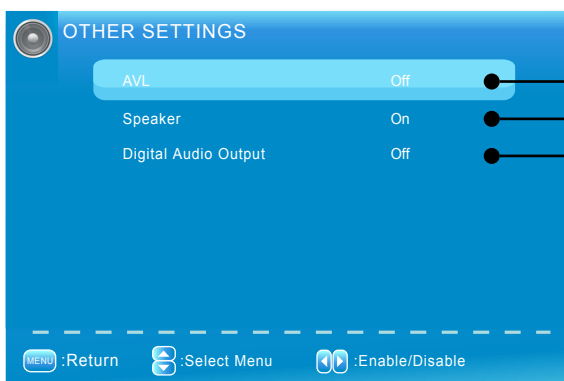 OTHER SETTINGS
AVL Off
Speaker On
Digital Audio Output Off
MENU :Return :Select Menu :Enable/Disable